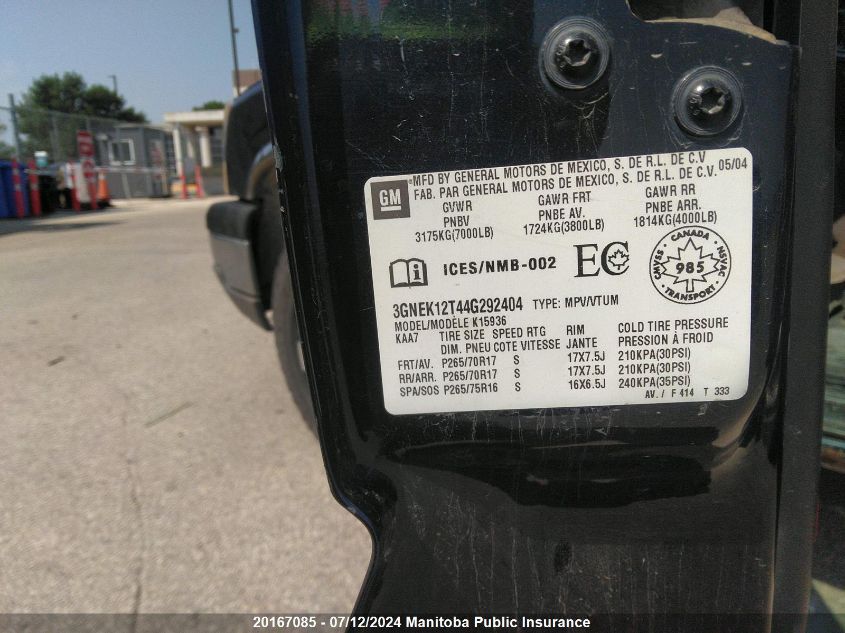 GM
MFD BY GENERAL MOTORS DE MEXICO, S. DE R.L. DE C.V
FAB. PAR GENERAL MOTORS DE MEXICO, S. DE R.L. DE C.V. 05/04
GVWR GAWR FRT GAWR RR
PNBV PNBE AV. PNBE ARR.
3175KG(7000LB) 1724KG(3800LB) 1814KG(4000LB)
i ICES/NMB-002 EC CANADA CMVSS 985 NSVAC TRANSPORT
3GNEK12T44G292404 TYPE: MPV/VTUM
MODEL/MODÈLE K15936
KAA7 TIRE SIZE SPEED RTG RIM COLD TIRE PRESSURE
DIM. PNEU COTE VITESSE JANTE PRESSION À FROID
FRT/AV. P265/70R17 S 17X7.5J 210KPA(30PSI)
RR/ARR. P265/70R17 S 17X7.5J 210KPA(30PSI)
SPA/SOS P265/75R16 S 16X6.5J 240KPA(35PSI)
AV. / F 414 T 333
20167085 - 07/12/2024 Manitoba Public Insurance